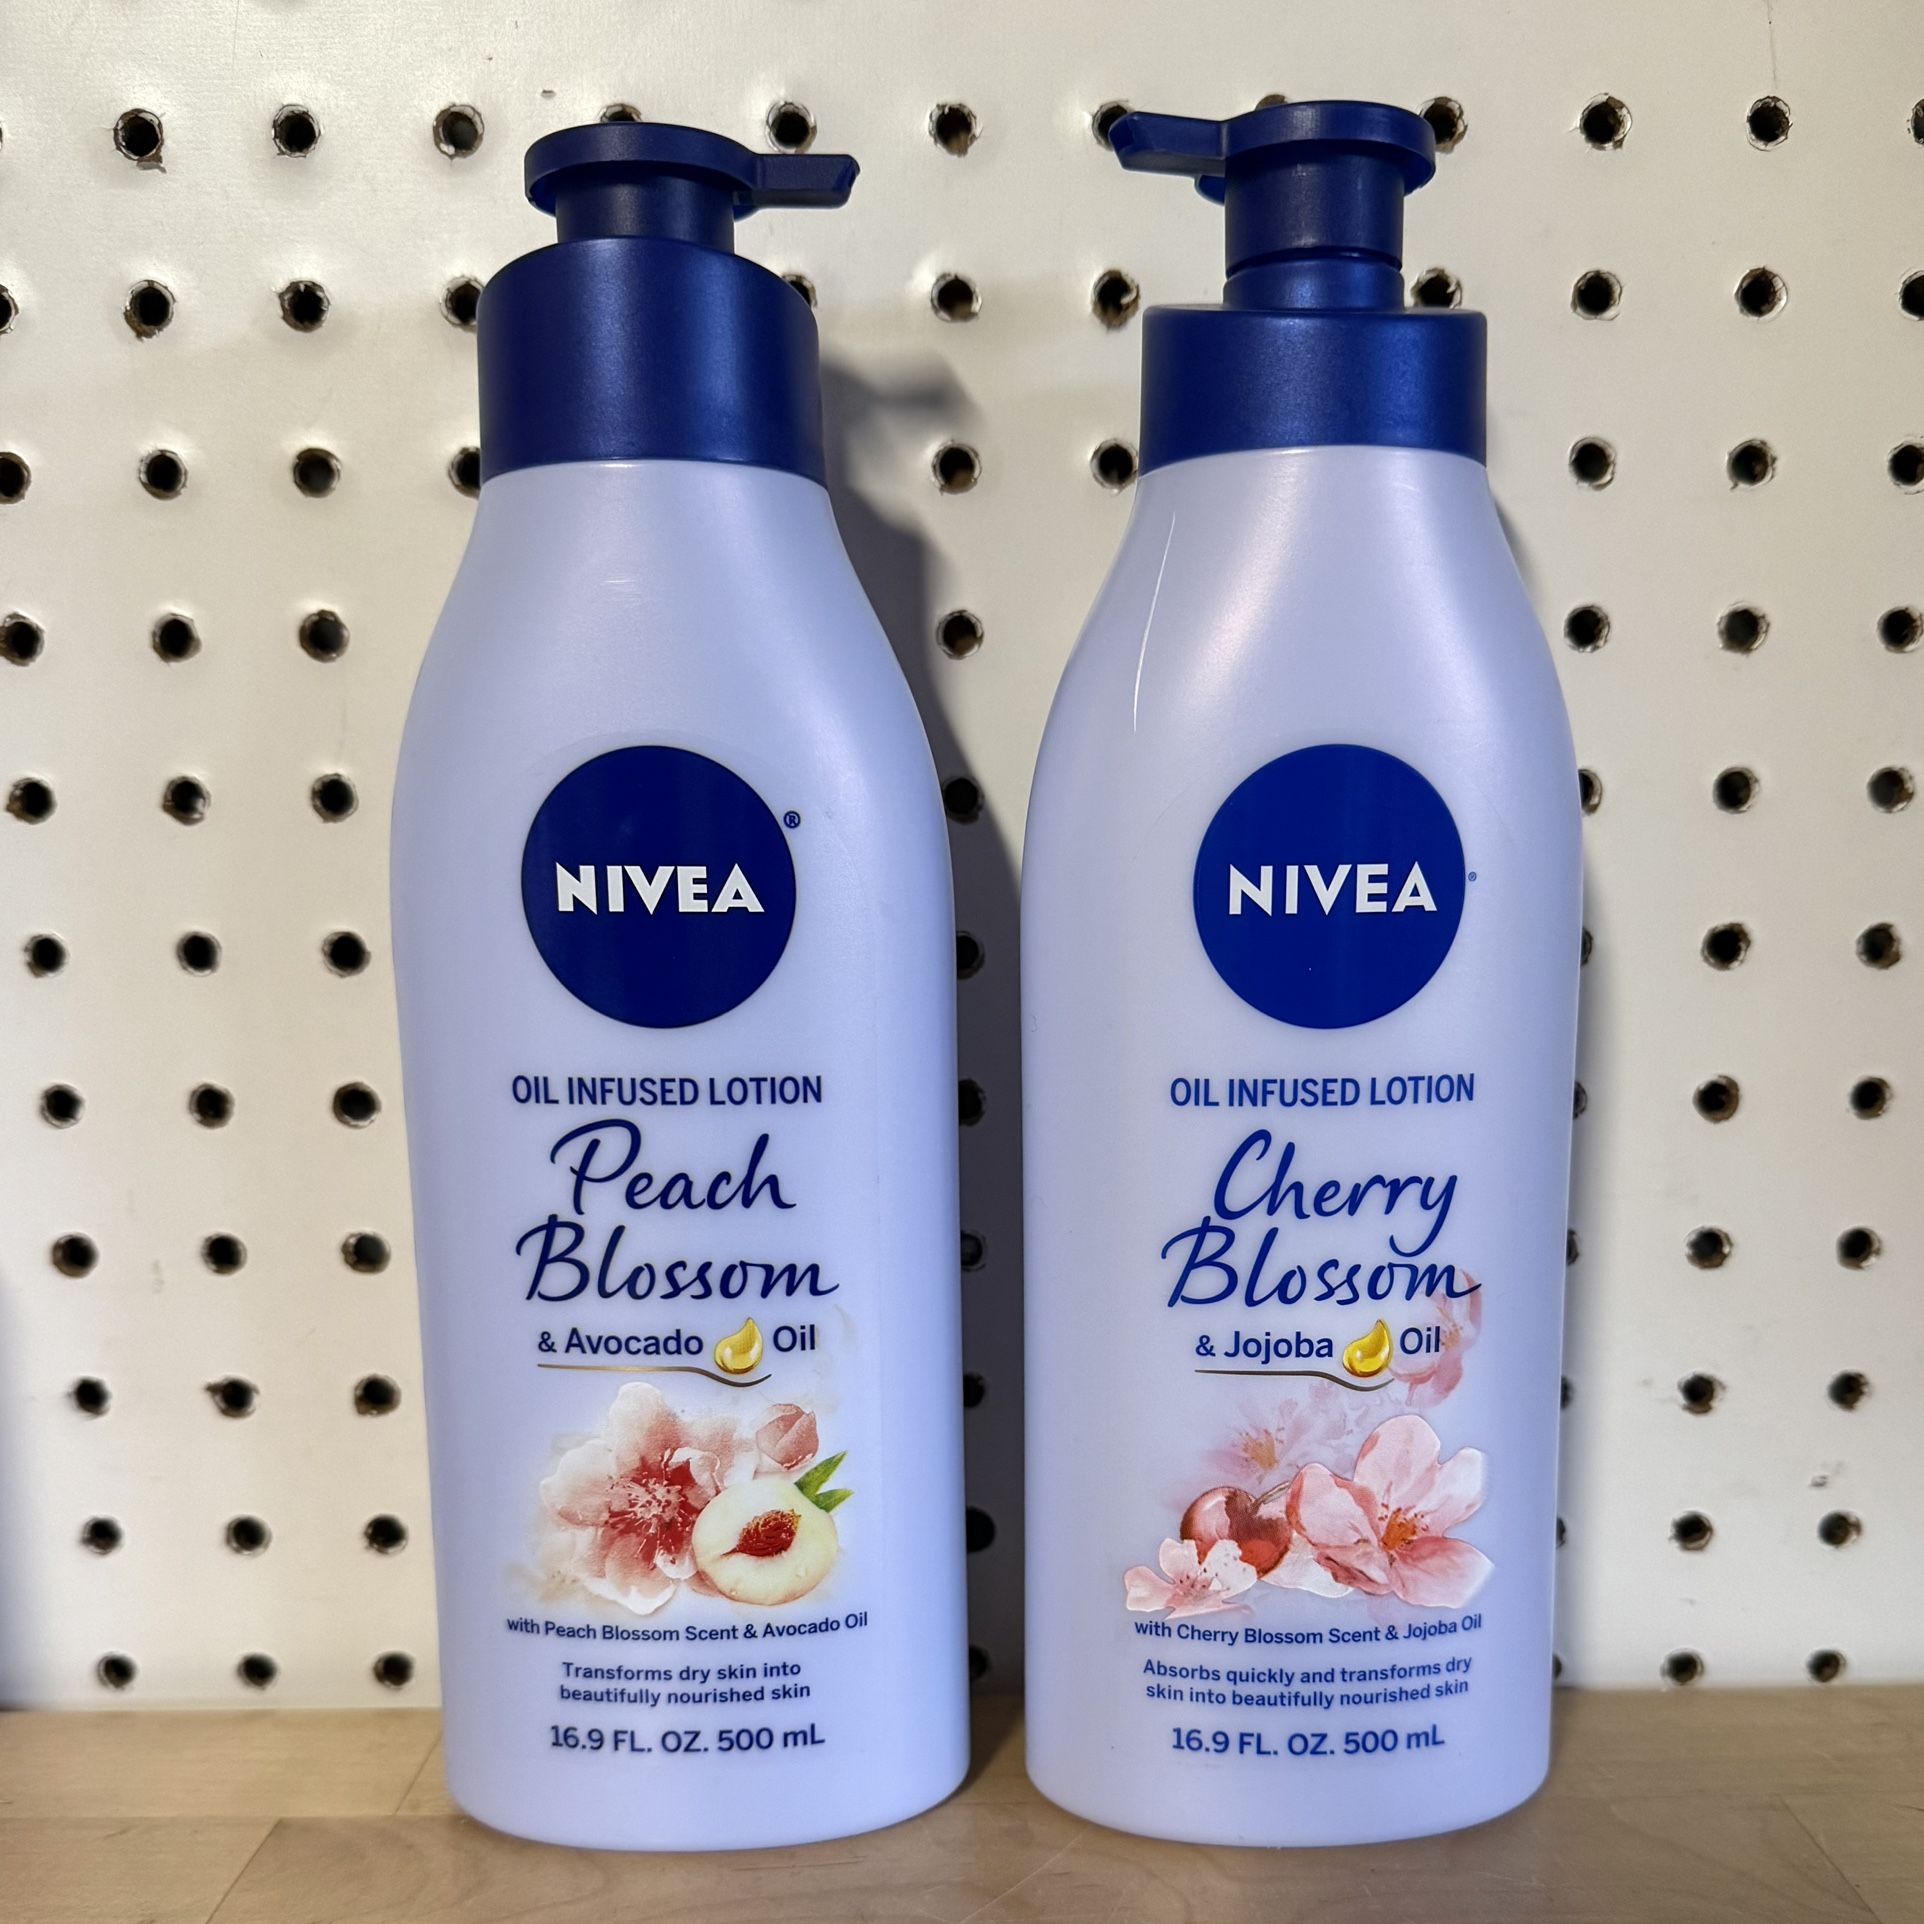 NIVEA®
OIL INFUSED LOTION
Peach
Blossom
& Avocado Oil
with Peach Blossom Scent & Avocado Oil
Transforms dry skin into
beautifully nourished skin
16.9 FL. OZ. 500 mL
NIVEA®
OIL INFUSED LOTION
Cherry
Blossom
& Jojoba Oil
with Cherry Blossom Scent & Jojoba Oil
Absorbs quickly and transforms dry
skin into beautifully nourished skin
16.9 FL. OZ. 500 mL